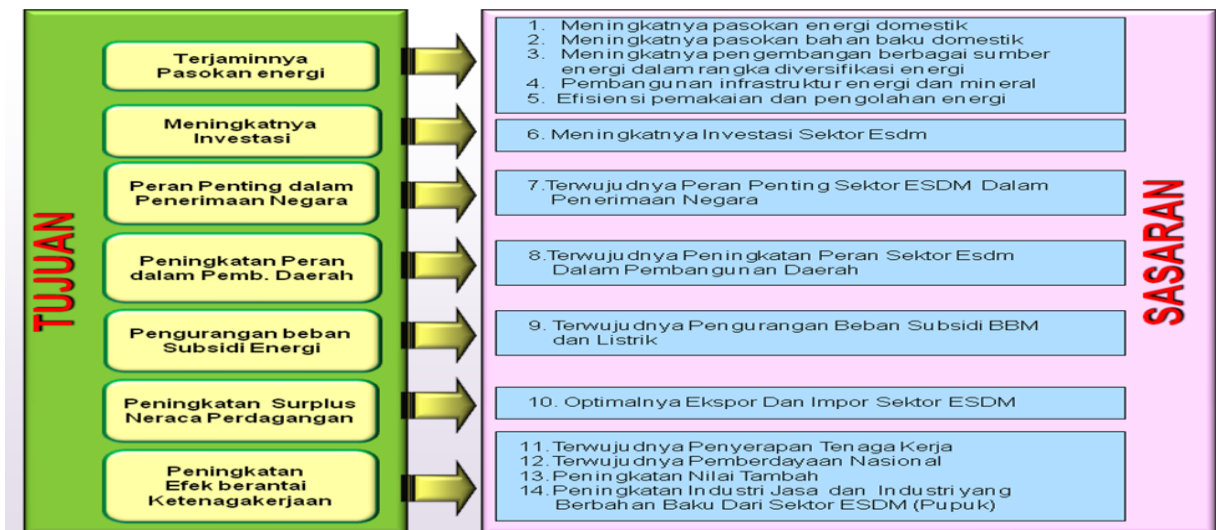 TUJUAN
Terjaminnya
Pasokan energi
1. Meningkatnya pasokan energi domestik
2. Meningkatnya pasokan bahan baku domestik
3. Meningkatnya pengembangan berbagai sumber
energi dalam rangka diversifikasi energi
4. Pembangunan infrastruktur energi dan mineral
5. Efisiensi pemakaian dan pengolahan energi
Meningkatnya
Investasi
6. Meningkatnya Investasi Sektor Esdm
Peran Penting dalam
Penerimaan Negara
7.Terwujudnya Peran Penting Sektor ESDM Dalam
Penerimaan Negara
Peningkatan Peran
dalam Pemb. Daerah
8.Terwujudnya Peningkatan Peran Sektor Esdm
Dalam Pembangunan Daerah
Pengurangan beban
Subsidi Energi
9. Terwujudnya Pengurangan Beban Subsidi BBM
dan Listrik
Peningkatan Surplus
Neraca Perdagangan
10. Optimalnya Ekspor Dan Impor Sektor ESDM
Peningkatan
Efek berantai
Ketenagakerjaan
11. Terwujudnya Penyerapan Tenaga Kerja
12. Terwujudnya Pemberdayaan Nasional
13. Peningkatan Nilai Tambah
14. Peningkatan Industri Jasa dan Industri yang
Berbahan Baku Dari Sektor ESDM (Pupuk)
SASARAN